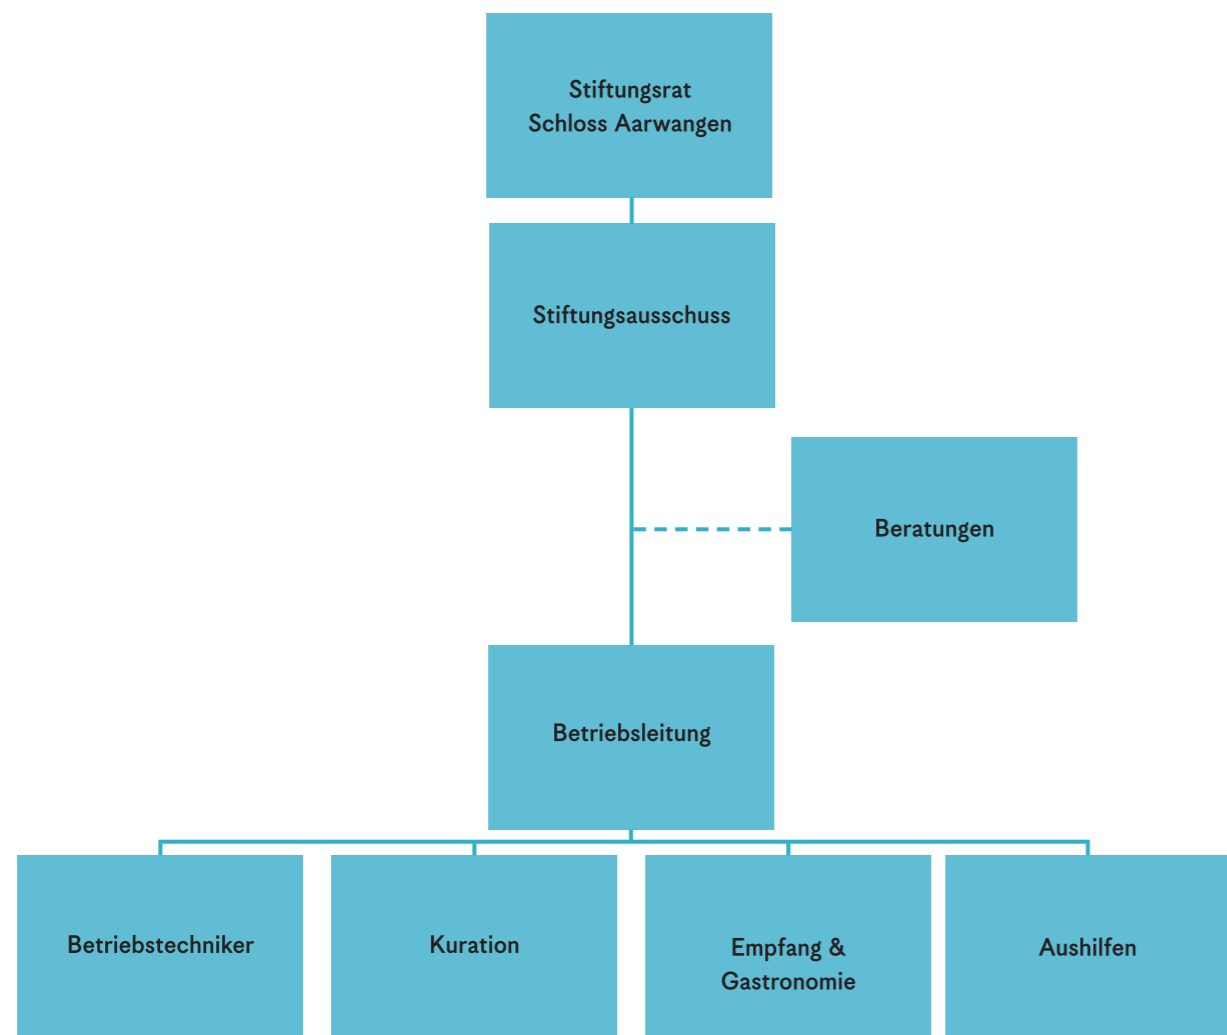 Stiftungsrat
Schloss Aarwangen
Stiftungsausschuss
Beratungen
Betriebsleitung
Betriebstechniker
Kuration
Empfang &
Gastronomie
Aushilfen